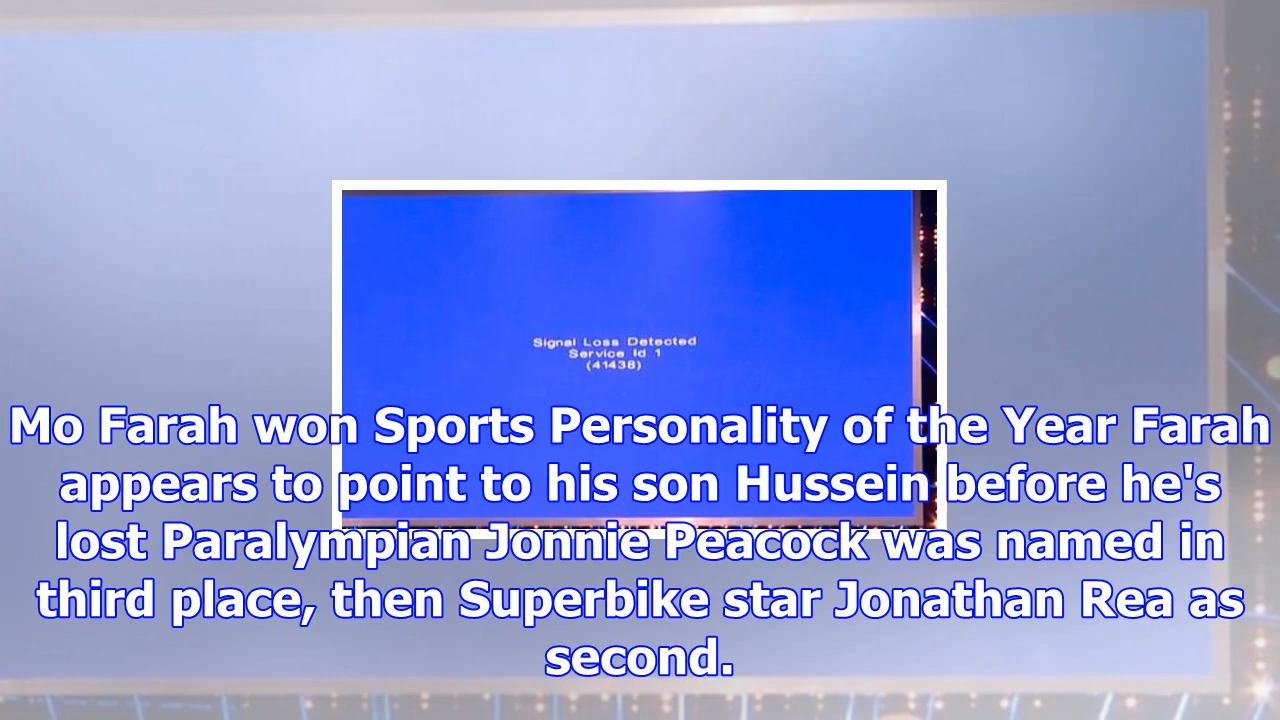 Signal Loss Detected
Service Id 1
(41438)
Mo Farah won Sports Personality of the Year Farah
appears to point to his son Hussein before he's
lost Paralympian Jonnie Peacock was named in
third place, then Superbike star Jonathan Rea as
second.